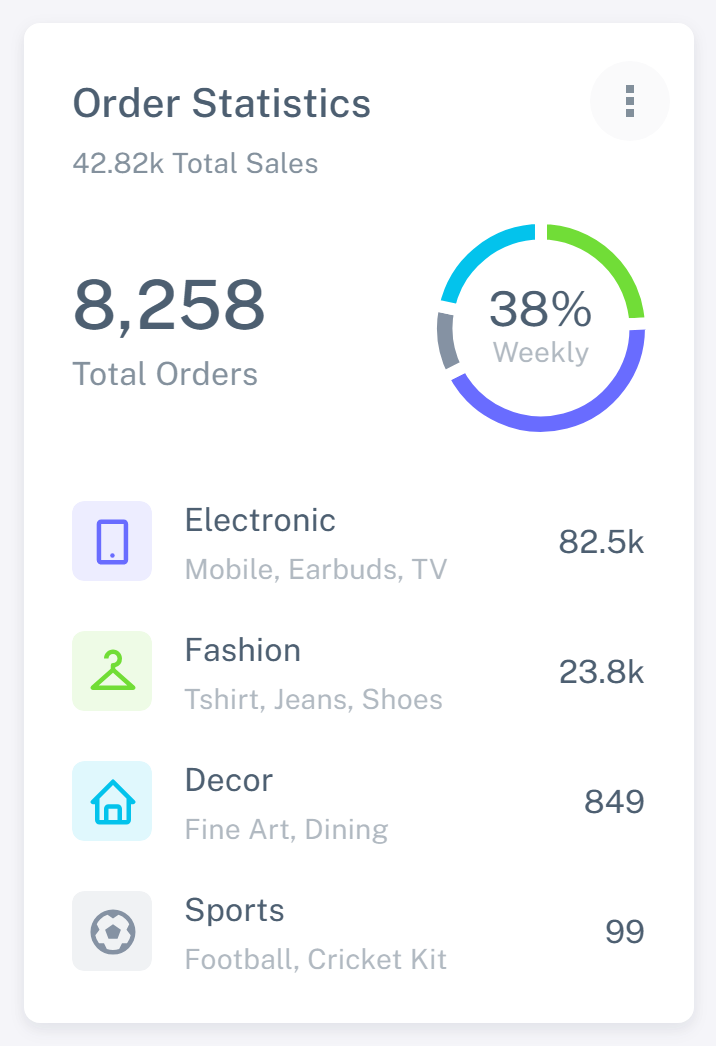 Order Statistics
42.82k Total Sales
8,258
Total Orders
38%
Weekly
Electronic
Mobile, Earbuds, TV
82.5k
Fashion
Tshirt, Jeans, Shoes
23.8k
Decor
Fine Art, Dining
849
Sports
Football, Cricket Kit
99